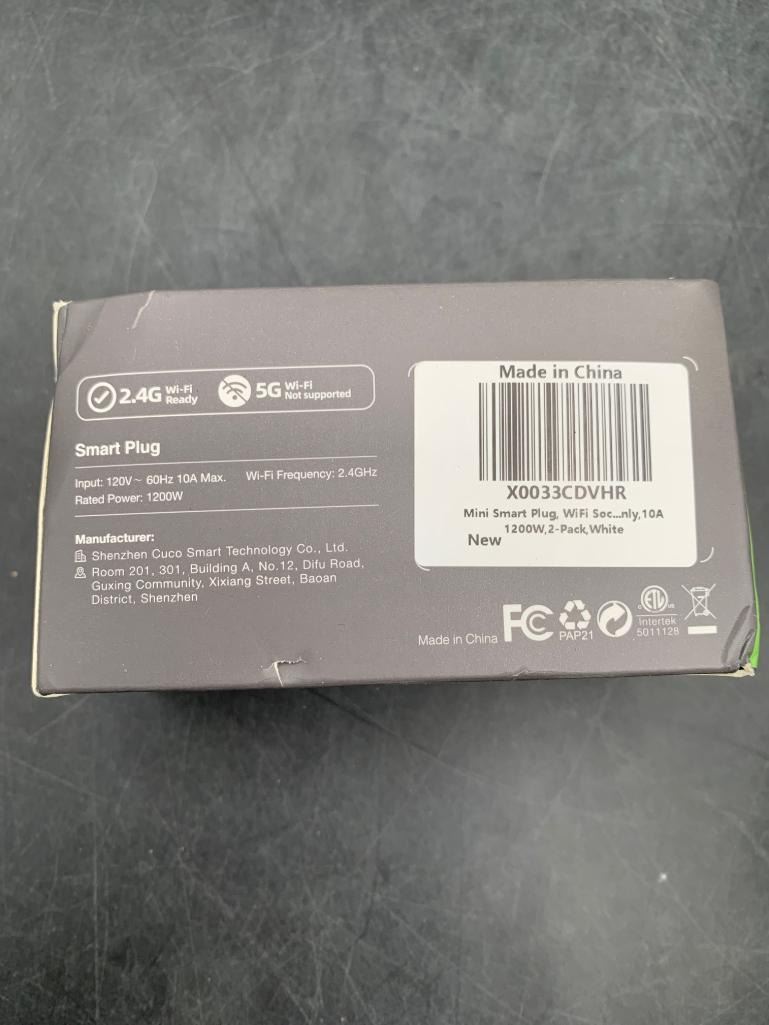 2.4G Wi-Fi Ready
5G Wi-Fi Not supported
Smart Plug
Input: 120V~ 60Hz 10A Max. Wi-Fi Frequency: 2.4GHz
Rated Power: 1200W
Manufacturer:
Shenzhen Cuco Smart Technology Co., Ltd.
Room 201, 301, Building A, No.12, Difu Road,
Guxing Community, Xixiang Street, Baoan
District, Shenzhen
Made in China
X0033CDVHR
Mini Smart Plug, WiFi Soc...nly,10A
1200W,2-Pack,White
New
Made in China
FC
PAP21
ETL
us
Intertek
5011128